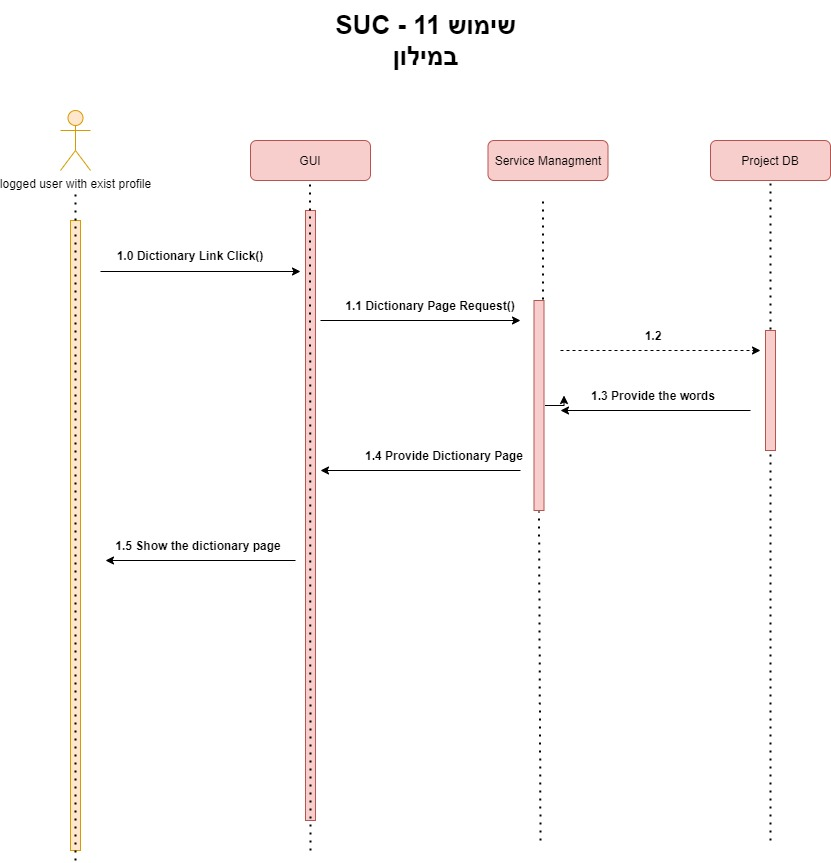 SUC - 11 שימוש
במילון
logged user with exist profile
GUI
Service Managment
Project DB
1.0 Dictionary Link Click()
1.1 Dictionary Page Request()
1.2
1.3 Provide the words
1.4 Provide Dictionary Page
1.5 Show the dictionary page